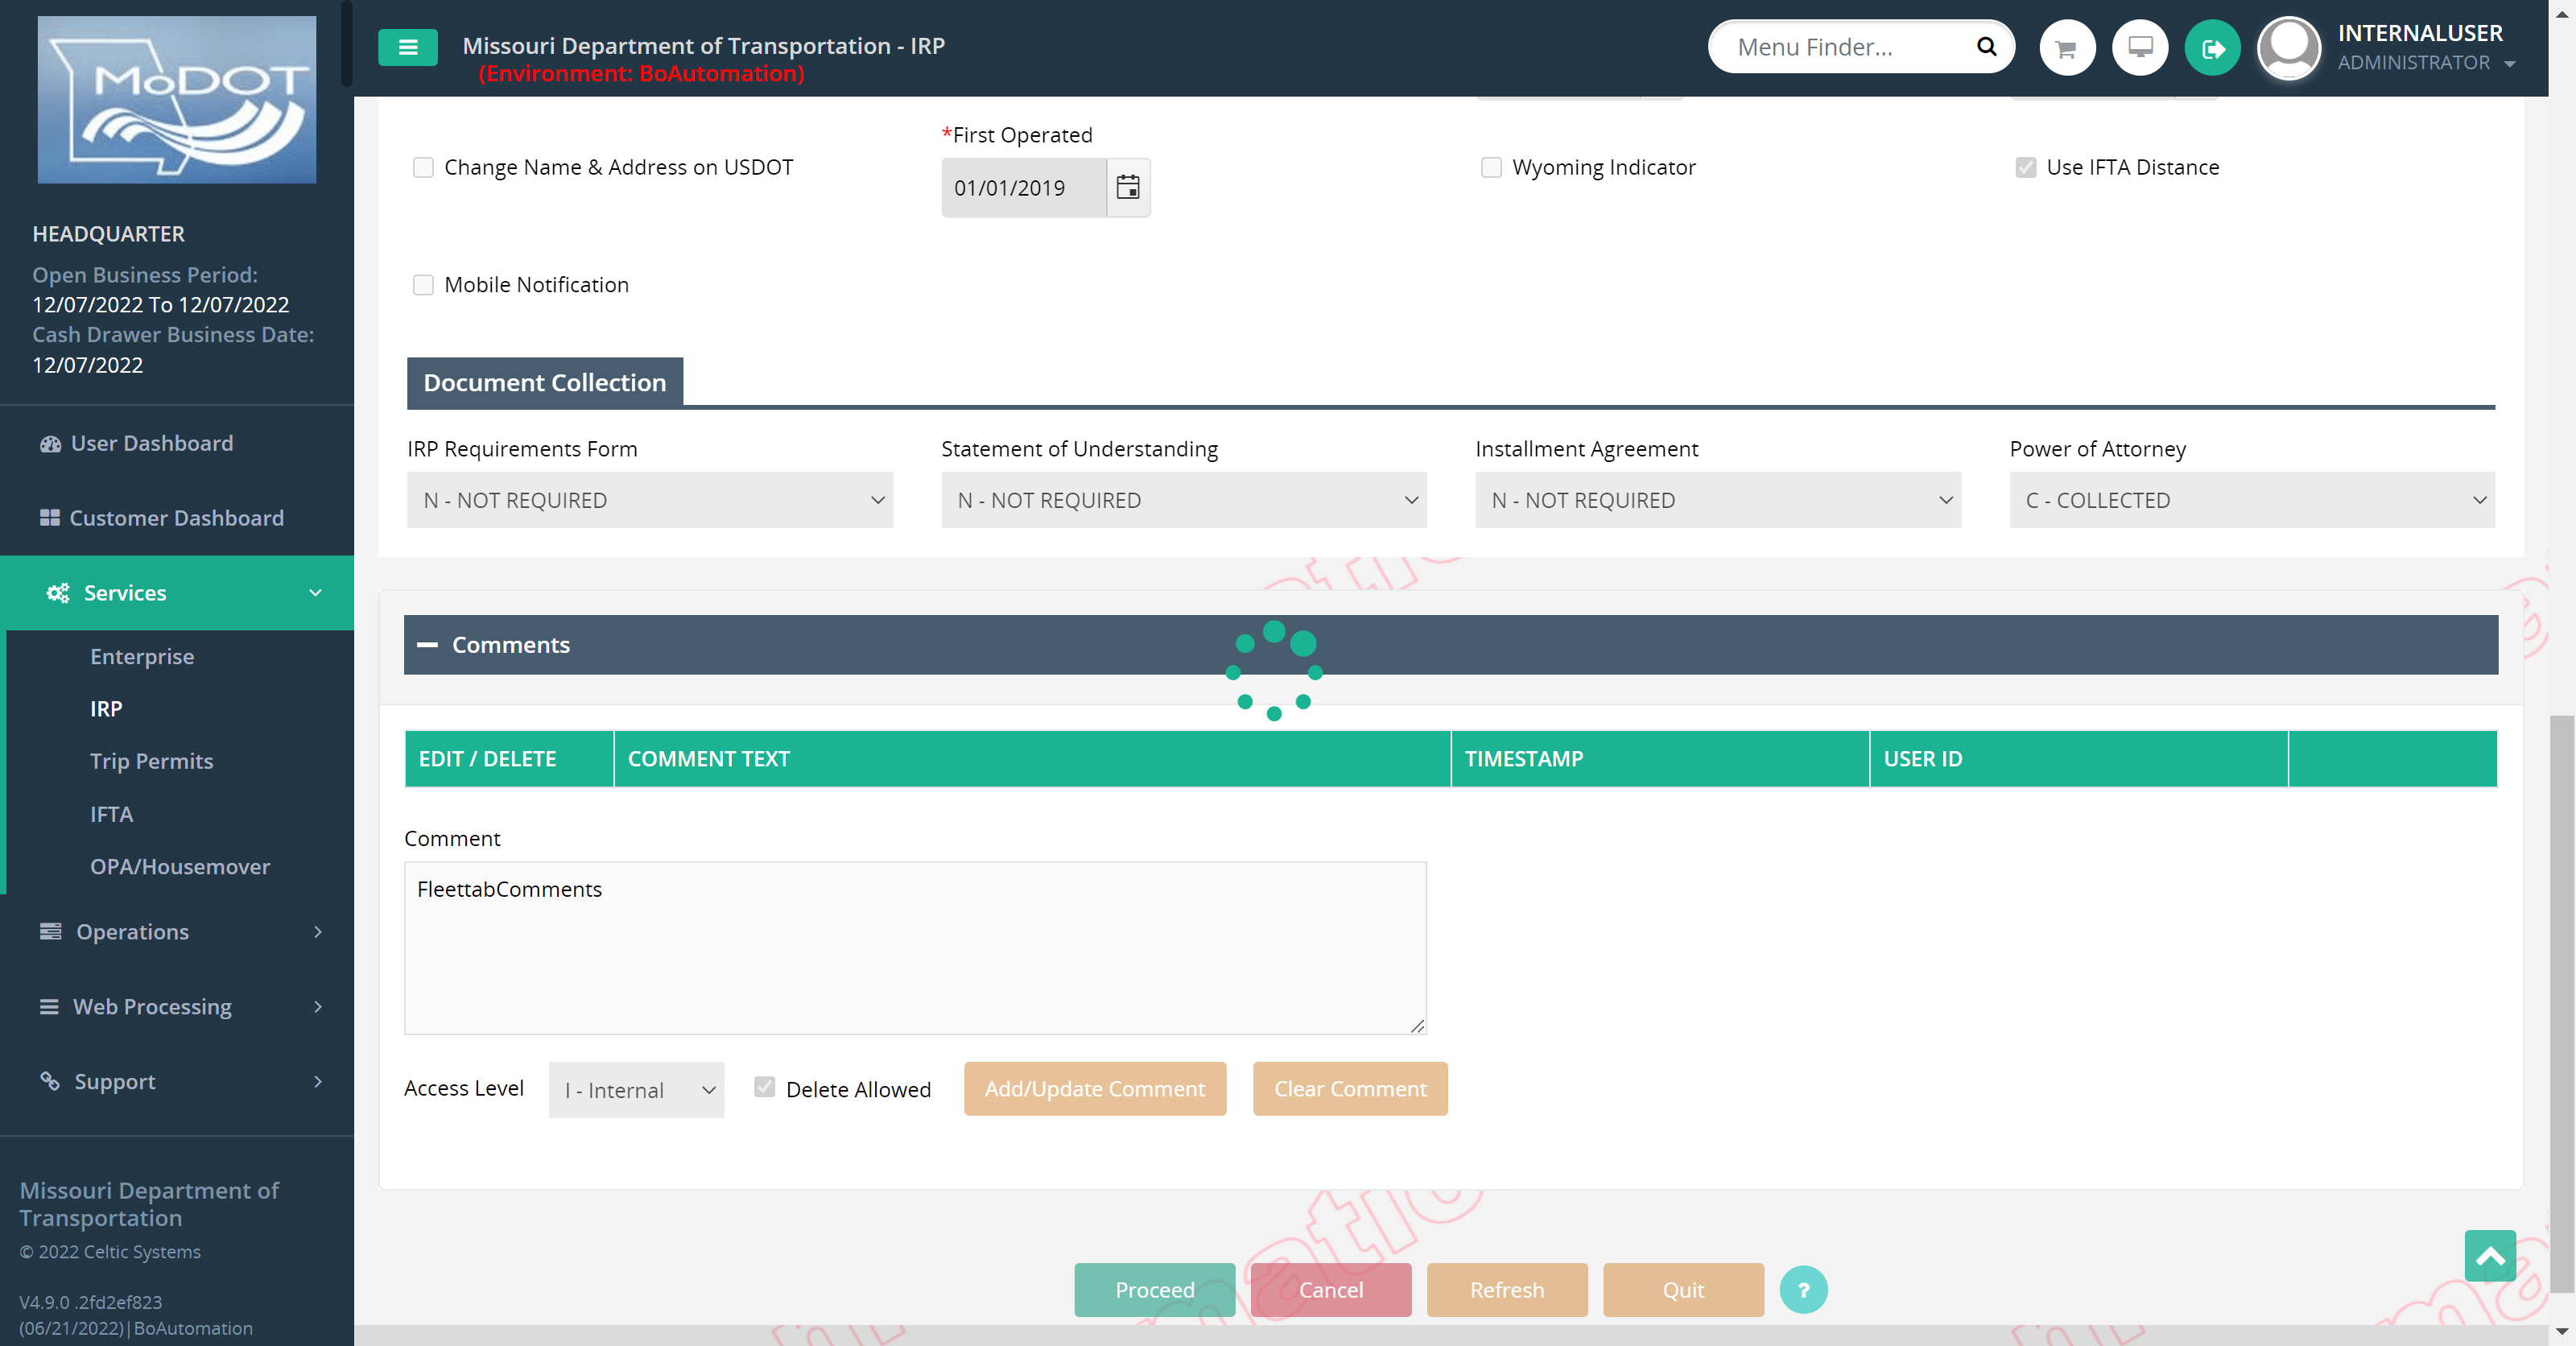 MoDOT
Missouri Department of Transportation - IRP
(Environment: BoAutomation)
Menu Finder...
INTERNALUSER
ADMINISTRATOR
HEADQUARTER
Open Business Period:
12/07/2022 To 12/07/2022
Cash Drawer Business Date:
12/07/2022
User Dashboard
Customer Dashboard
Services
Enterprise
IRP
Trip Permits
IFTA
OPA/Housemover
Operations
Web Processing
Support
Missouri Department of
Transportation
© 2022 Celtic Systems
V4.9.0 .2fd2ef823
(06/21/2022)|BoAutomation
Change Name & Address on USDOT
*First Operated
01/01/2019
Wyoming Indicator
Use IFTA Distance
Mobile Notification
Document Collection
IRP Requirements Form
N - NOT REQUIRED
Statement of Understanding
N - NOT REQUIRED
Installment Agreement
N - NOT REQUIRED
Power of Attorney
C - COLLECTED
Comments
EDIT / DELETE COMMENT TEXT TIMESTAMP USER ID
Comment
FleettabComments
Access Level I - Internal Delete Allowed Add/Update Comment Clear Comment
Proceed Cancel Refresh Quit ?